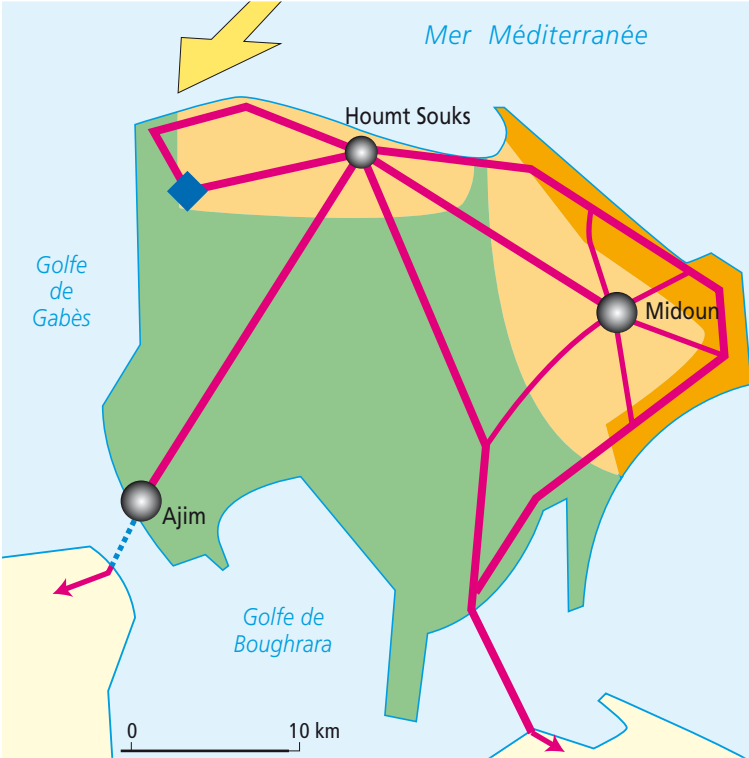 Mer Méditerranée
Houmt Souks
Golfe
de
Gabès
Midoun
Ajim
Golfe de
Boughrara
0 10 km